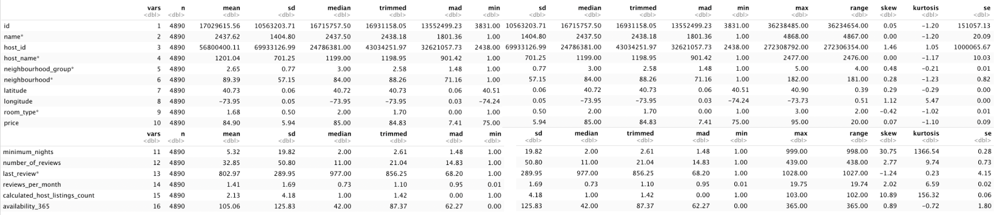 vars n mean sd median trimmed mad min sd median trimmed mad min max range skew kurtosis se
<dbl> <dbl> <dbl> <dbl> <dbl> <dbl> <dbl> <dbl> <dbl> <dbl> <dbl> <dbl> <dbl> <dbl> <dbl> <dbl> <dbl> <dbl>
id 1 4890 17029615.56 10563203.71 16715757.50 16931158.05 13552499.23 3831.00 10563203.71 16715757.50 16931158.05 13552499.23 3831.00 36238485.00 36234654.00 0.05 −1.20 151057.13
name* 2 4890 2437.62 1404.80 2437.50 2438.18 1801.36 1.00 1404.80 2437.50 2438.18 1801.36 1.00 4868.00 4867.00 0.00 −1.20 20.09
host_id 3 4890 56800400.11 69933126.99 24786381.00 43034251.97 32621057.73 2438.00 69933126.99 24786381.00 43034251.97 32621057.73 2438.00 272308792.00 272306354.00 1.46 1.05 1000065.67
host_name* 4 4890 1201.04 701.25 1199.00 1198.95 901.42 1.00 701.25 1199.00 1198.95 901.42 1.00 2477.00 2476.00 0.00 −1.17 10.03
neighbourhood_group* 5 4890 2.65 0.77 3.00 2.58 1.48 1.00 0.77 3.00 2.58 1.48 1.00 5.00 4.00 0.48 −0.21 0.01
neighbourhood* 6 4890 89.39 57.15 84.00 88.26 71.16 1.00 57.15 84.00 88.26 71.16 1.00 182.00 181.00 0.28 −1.23 0.82
latitude 7 4890 40.73 0.06 40.72 40.73 0.06 40.51 0.06 40.72 40.73 0.06 40.51 40.90 0.39 0.29 −0.29 0.00
longitude 8 4890 −73.95 0.05 −73.95 −73.95 0.03 −74.24 0.05 −73.95 −73.95 0.03 −74.24 −73.73 0.51 1.12 5.47 0.00
room_type* 9 4890 1.68 0.50 2.00 1.70 0.00 1.00 0.50 2.00 1.70 0.00 1.00 3.00 2.00 −0.42 −1.02 0.01
price 10 4890 84.90 5.94 85.00 84.83 7.41 75.00 5.94 85.00 84.83 7.41 75.00 95.00 20.00 0.07 −1.10 0.09
vars n mean sd median trimmed mad min sd median trimmed mad min max range skew kurtosis se
<dbl> <dbl> <dbl> <dbl> <dbl> <dbl> <dbl> <dbl> <dbl> <dbl> <dbl> <dbl> <dbl> <dbl> <dbl> <dbl> <dbl> <dbl>
minimum_nights 11 4890 5.32 19.82 2.00 2.61 1.48 1.00 19.82 2.00 2.61 1.48 1.00 999.00 998.00 30.75 1366.54 0.28
number_of_reviews 12 4890 32.85 50.80 11.00 21.04 14.83 1.00 50.80 11.00 21.04 14.83 1.00 439.00 438.00 2.77 9.74 0.73
last_review* 13 4890 802.97 289.95 977.00 856.25 68.20 1.00 289.95 977.00 856.25 68.20 1.00 1028.00 1027.00 −1.24 0.23 4.15
reviews_per_month 14 4890 1.41 1.69 0.73 1.10 0.95 0.01 1.69 0.73 1.10 0.95 0.01 19.75 19.74 2.02 6.59 0.02
calculated_host_listings_count 15 4890 2.13 4.18 1.00 1.42 0.00 1.00 4.18 1.00 1.42 0.00 1.00 103.00 102.00 10.89 156.32 0.06
availability_365 16 4890 105.06 125.83 42.00 87.37 62.27 0.00 125.83 42.00 87.37 62.27 0.00 365.00 365.00 0.89 −0.72 1.80